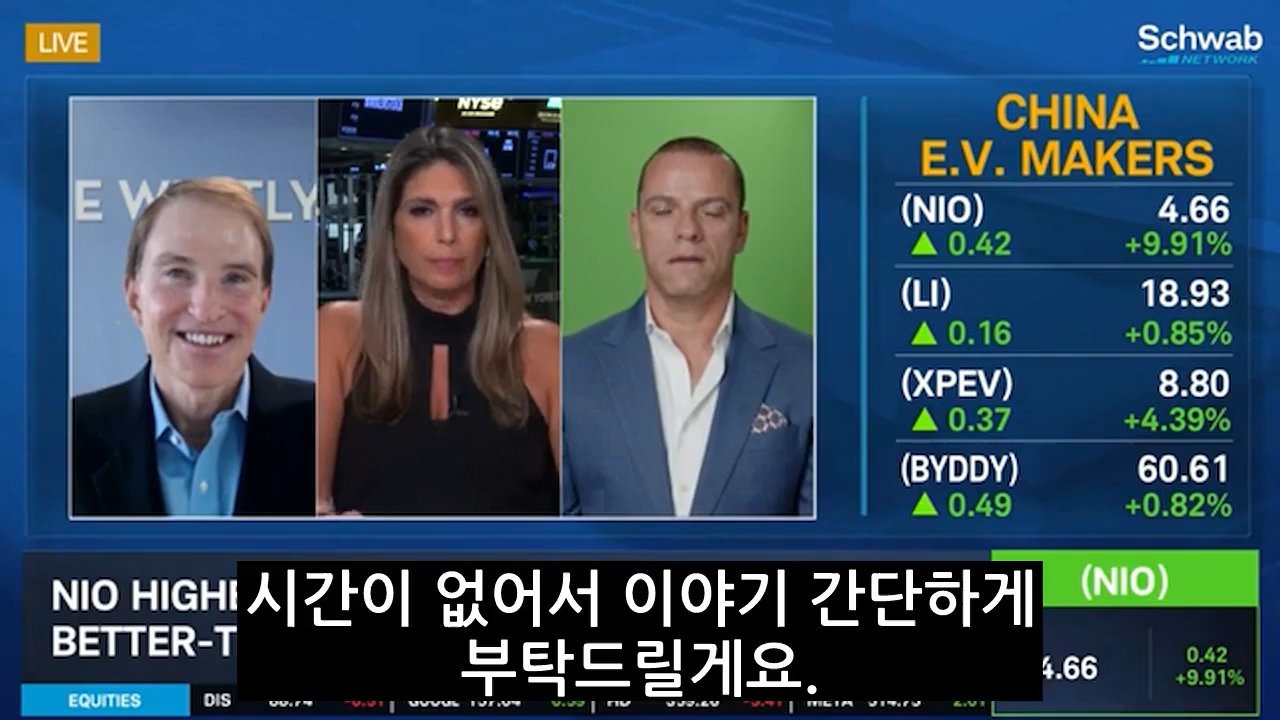 LIVE
Schwab
NETWORK
NYSE
E W TLY
CHINA
E.V. MAKERS
(NIO) 4.66
▲ 0.42 +9.91%
(LI) 18.93
▲ 0.16 +0.85%
(XPEV) 8.80
▲ 0.37 +4.39%
(BYDDY) 60.61
▲ 0.49 +0.82%
NIO HIGHE
BETTER-T
시간이 없어서 이야기 간단하게
부탁드릴게요.
(NIO)
4.66
0.42
+9.91%
EQUITIES DIS